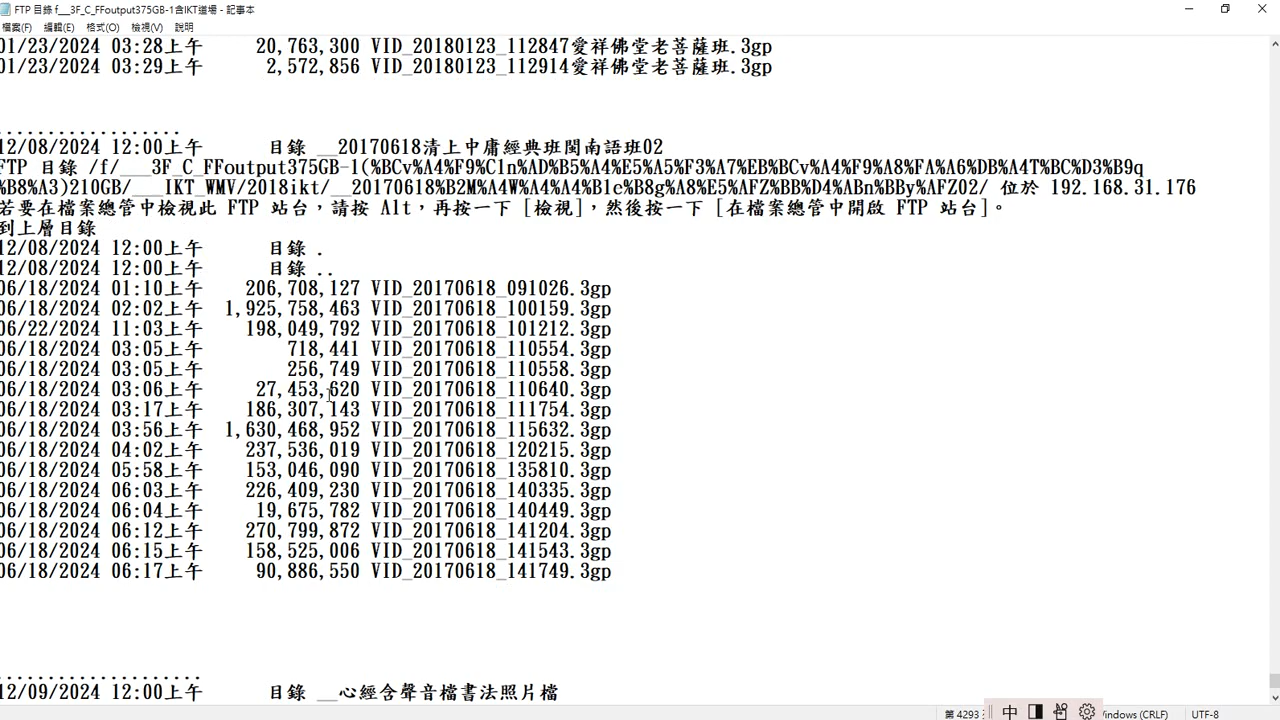 FTP 目錄 f___3F_C_FFoutput375GB-1含IKT道場 - 記事本
檔案(F) 編輯(E) 格式(O) 檢視(V) 說明
01/23/2024 03:28上午 20,763,300 VID_20180123_112847愛祥佛堂老菩薩班.3gp
01/23/2024 03:29上午 2,572,856 VID_20180123_112914愛祥佛堂老菩薩班.3gp
..................
12/08/2024 12:00上午 目錄 __20170618清上中庸經典班閩南語班02
FTP 目錄 /f/___3F_C_FFoutput375GB-1(%BCv%A4%F9%C1n%AD%B5%A4%E5%A5%F3%A7%EB%BCv%A4%F9%A8%FA%A6%DB%A4T%BC%D3%B9q
%B8%A3)210GB/___IKT_WMV/2018ikt/__20170618%B2M%A4W%A4%A4%B1c%B8g%A8%E5%AFZ%BB%D4%ABn%BBy%AFZ02/ 位於 192.168.31.176
若要在檔案總管中檢視此 FTP 站台，請按 Alt，再按一下 [檢視]，然後按一下 [在檔案總管中開啟 FTP 站台]。
到上層目錄
12/08/2024 12:00上午 目錄 .
12/08/2024 12:00上午 目錄 ..
06/18/2024 01:10上午 206,708,127 VID_20170618_091026.3gp
06/18/2024 02:02上午 1,925,758,463 VID_20170618_100159.3gp
06/22/2024 11:03上午 198,049,792 VID_20170618_101212.3gp
06/18/2024 03:05上午 718,441 VID_20170618_110554.3gp
06/18/2024 03:05上午 256,749 VID_20170618_110558.3gp
06/18/2024 03:06上午 27,453,620 VID_20170618_110640.3gp
06/18/2024 03:17上午 186,307,143 VID_20170618_111754.3gp
06/18/2024 03:56上午 1,630,468,952 VID_20170618_115632.3gp
06/18/2024 04:02上午 237,536,019 VID_20170618_120215.3gp
06/18/2024 05:58上午 153,046,090 VID_20170618_135810.3gp
06/18/2024 06:03上午 226,409,230 VID_20170618_140335.3gp
06/18/2024 06:04上午 19,675,782 VID_20170618_140449.3gp
06/18/2024 06:12上午 270,799,872 VID_20170618_141204.3gp
06/18/2024 06:15上午 158,525,006 VID_20170618_141543.3gp
06/18/2024 06:17上午 90,886,550 VID_20170618_141749.3gp
....................
12/09/2024 12:00上午 目錄 __心經含聲音檔書法照片檔
第 4293 中 Windows (CRLF) UTF-8